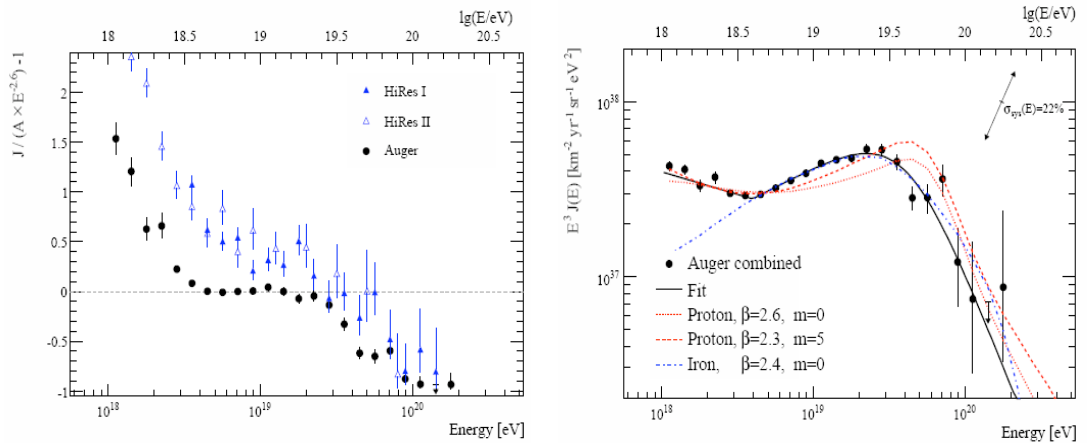 lg(E/eV)
18 18.5 19 19.5 20 20.5
J / (A × E^-2.6) -1
2
1.5
1
0.5
0
-0.5
-1
HiRes I
HiRes II
Auger
10^18 10^19 10^20
Energy [eV]
lg(E/eV)
18 18.5 19 19.5 20 20.5
E^3 J(E) [km^-2 yr^-1 sr^-1 eV^2]
10^38
10^37
σ_sys(E)=22%
Auger combined
Fit
Proton, β=2.6, m=0
Proton, β=2.3, m=5
Iron, β=2.4, m=0
10^18 10^19 10^20
Energy [eV]